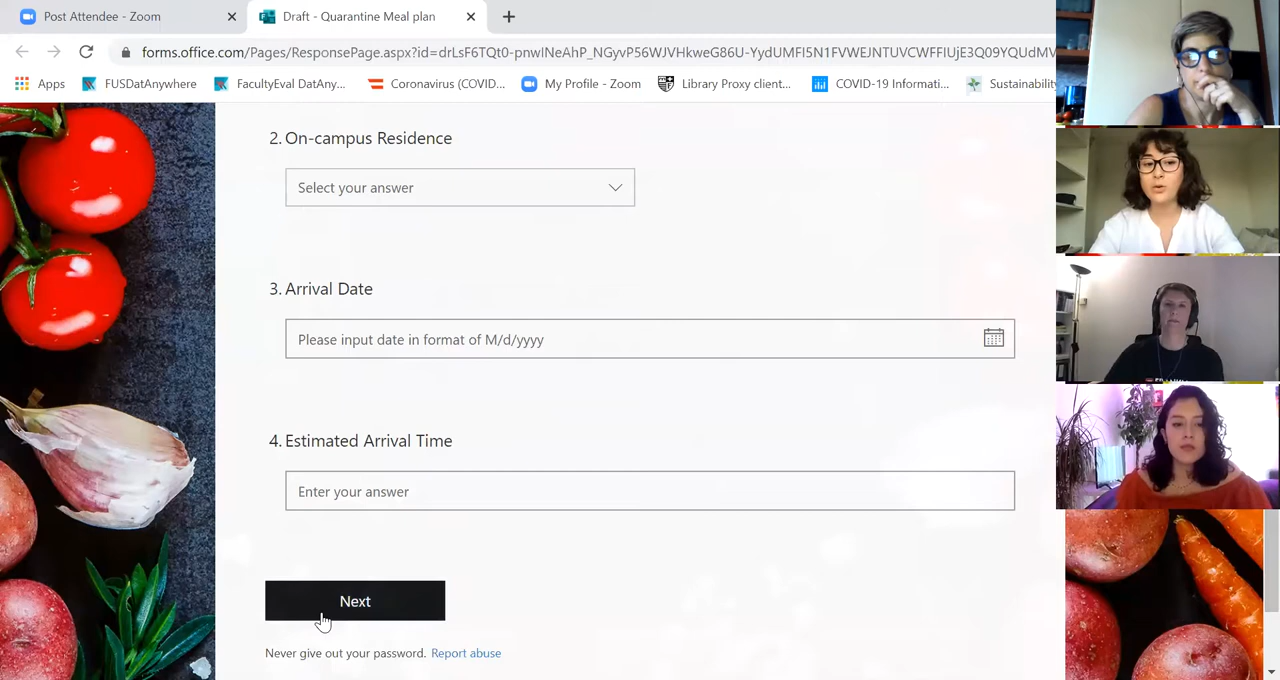 Post Attendee - Zoom
Draft - Quarantine Meal plan
forms.office.com/Pages/ResponsePage.aspx?id=drLsF6TQt0-pnwINeAhP_NGyvP56WJVHkweG86U-YydUMFI5N1FVWEJNTUVCWFFIUjE3Q09YQUdMV
Apps
FUSDatAnywhere
FacultyEval DatAny...
Coronavirus (COVID...
My Profile - Zoom
Library Proxy client...
COVID-19 Informati...
Sustainability
2. On-campus Residence
Select your answer
3. Arrival Date
Please input date in format of M/d/yyyy
4. Estimated Arrival Time
Enter your answer
Next
Never give out your password. Report abuse